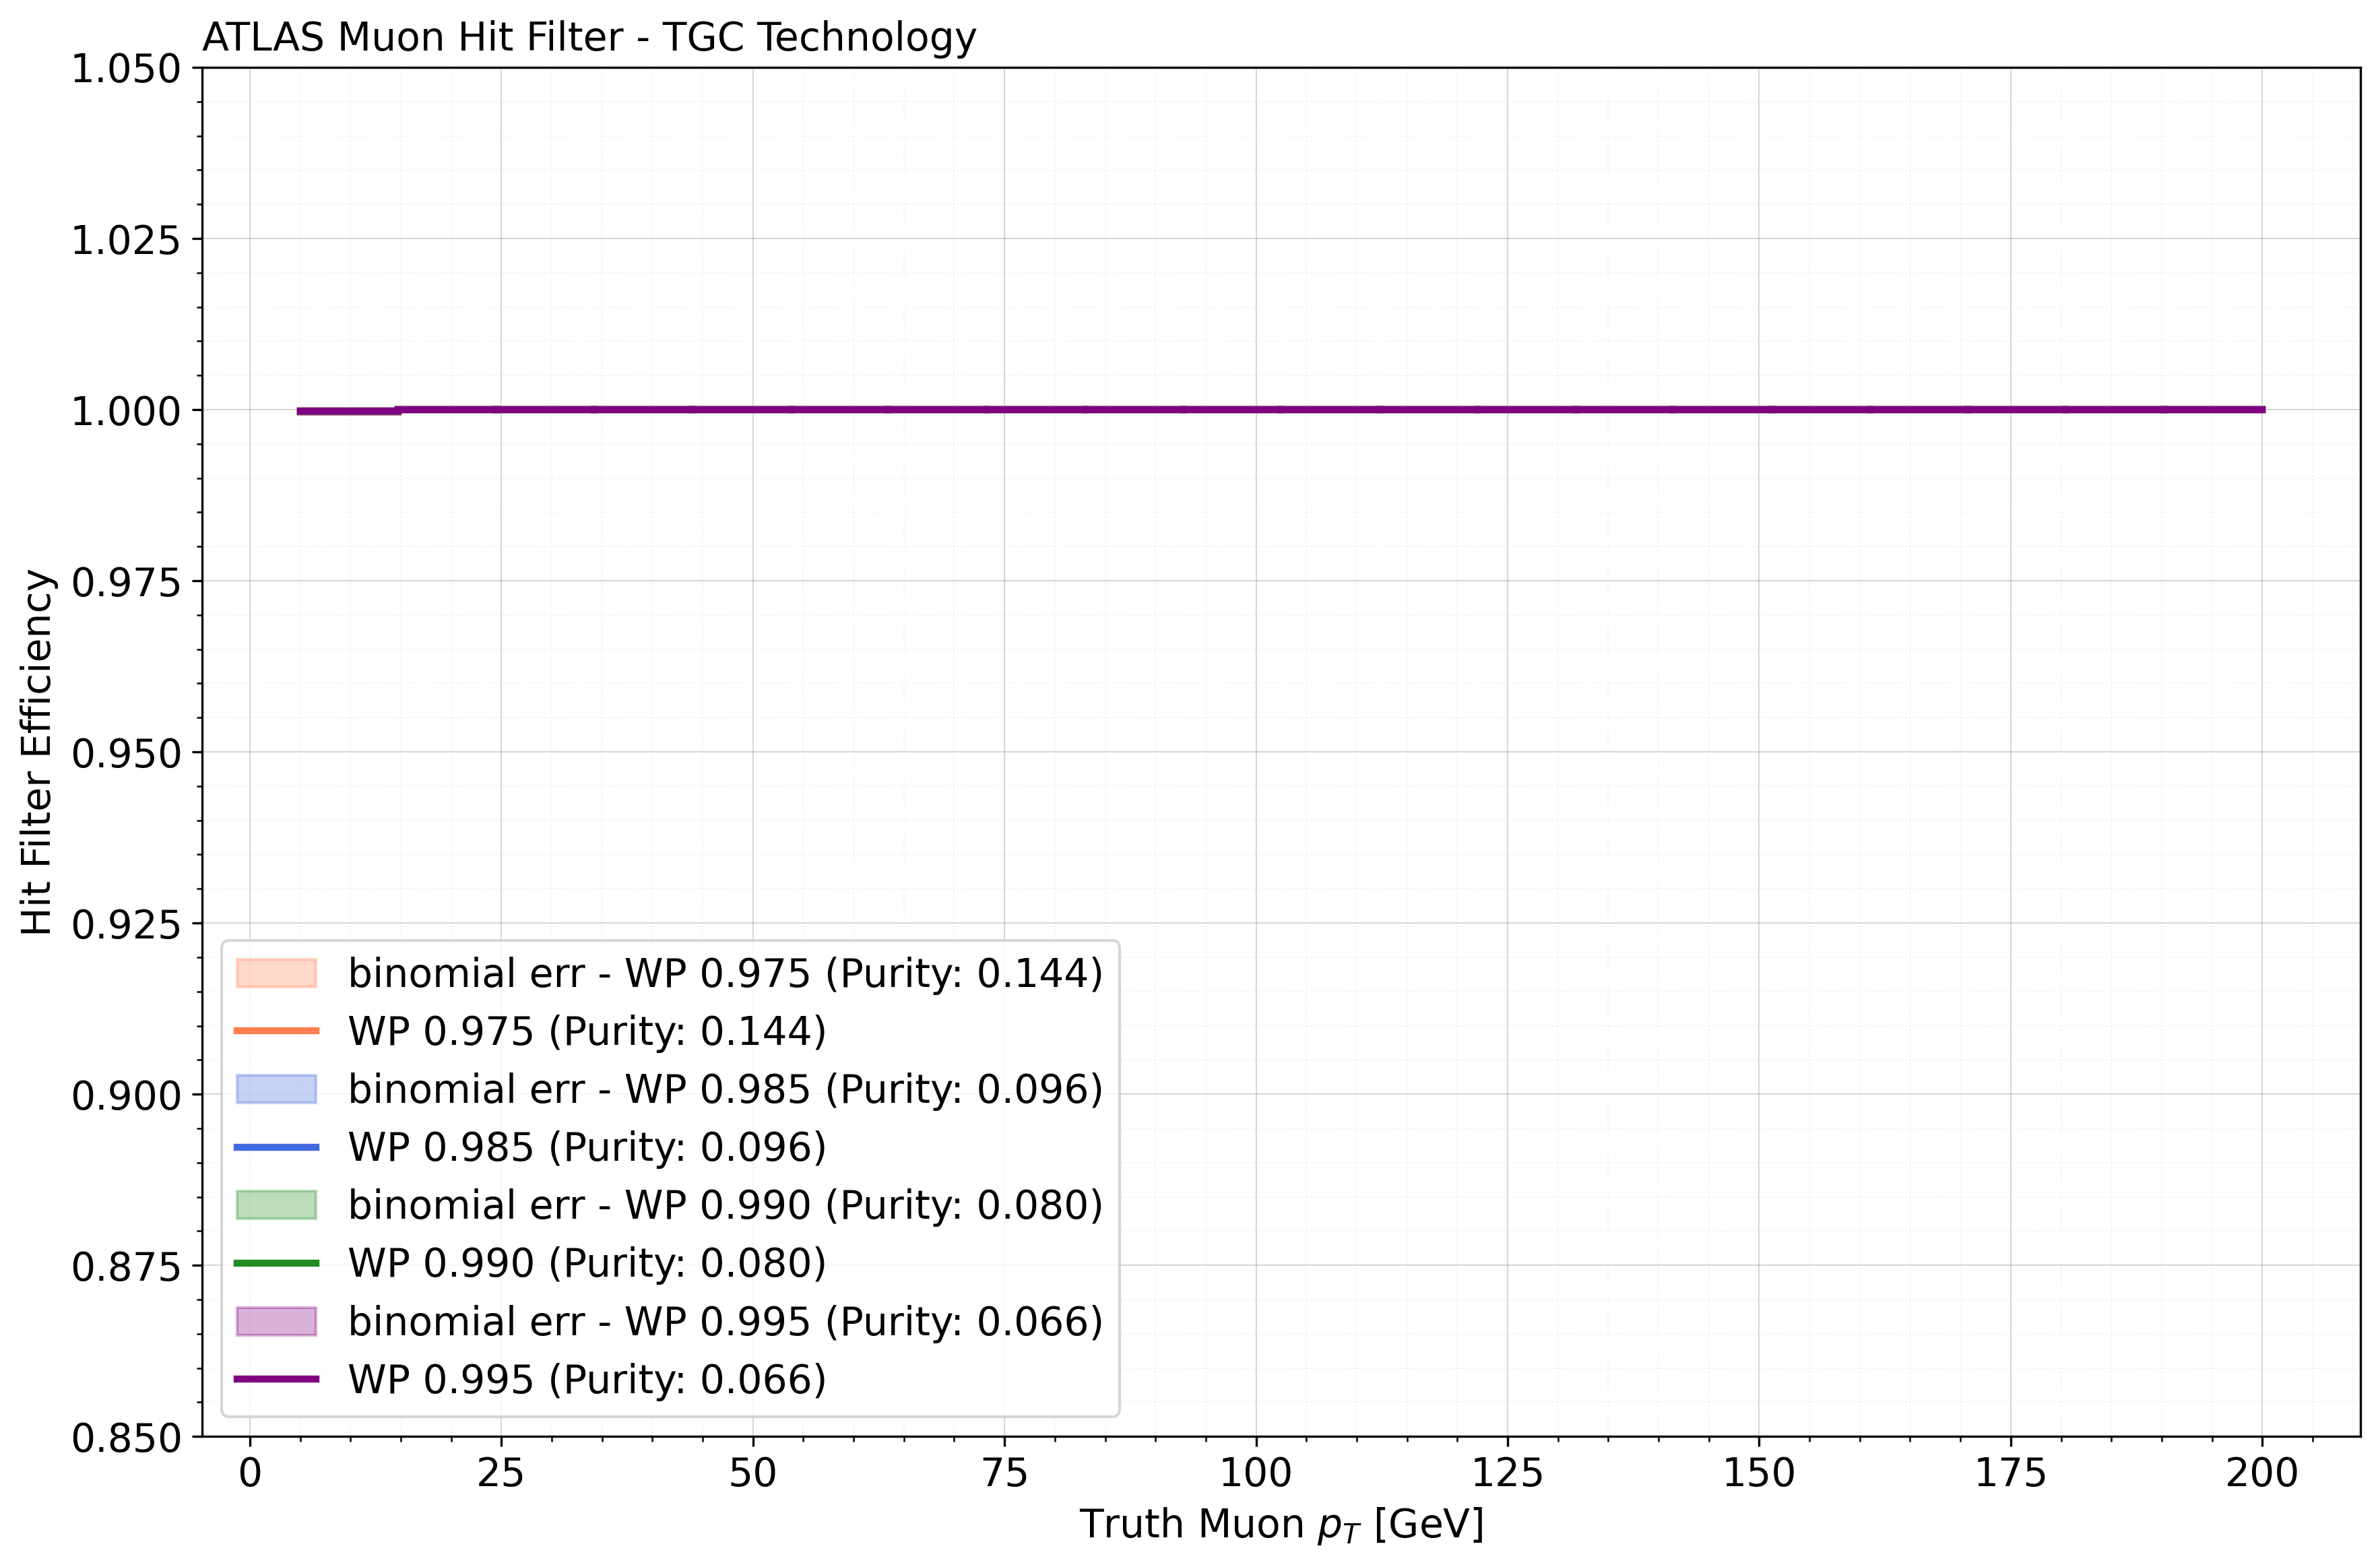 ATLAS Muon Hit Filter - TGC Technology
1.050
1.025
1.000
0.975
0.950
0.925
0.900
0.875
0.850
Hit Filter Efficiency
binomial err - WP 0.975 (Purity: 0.144)
WP 0.975 (Purity: 0.144)
binomial err - WP 0.985 (Purity: 0.096)
WP 0.985 (Purity: 0.096)
binomial err - WP 0.990 (Purity: 0.080)
WP 0.990 (Purity: 0.080)
binomial err - WP 0.995 (Purity: 0.066)
WP 0.995 (Purity: 0.066)
0 25 50 75 100 125 150 175 200
Truth Muon p_T [GeV]